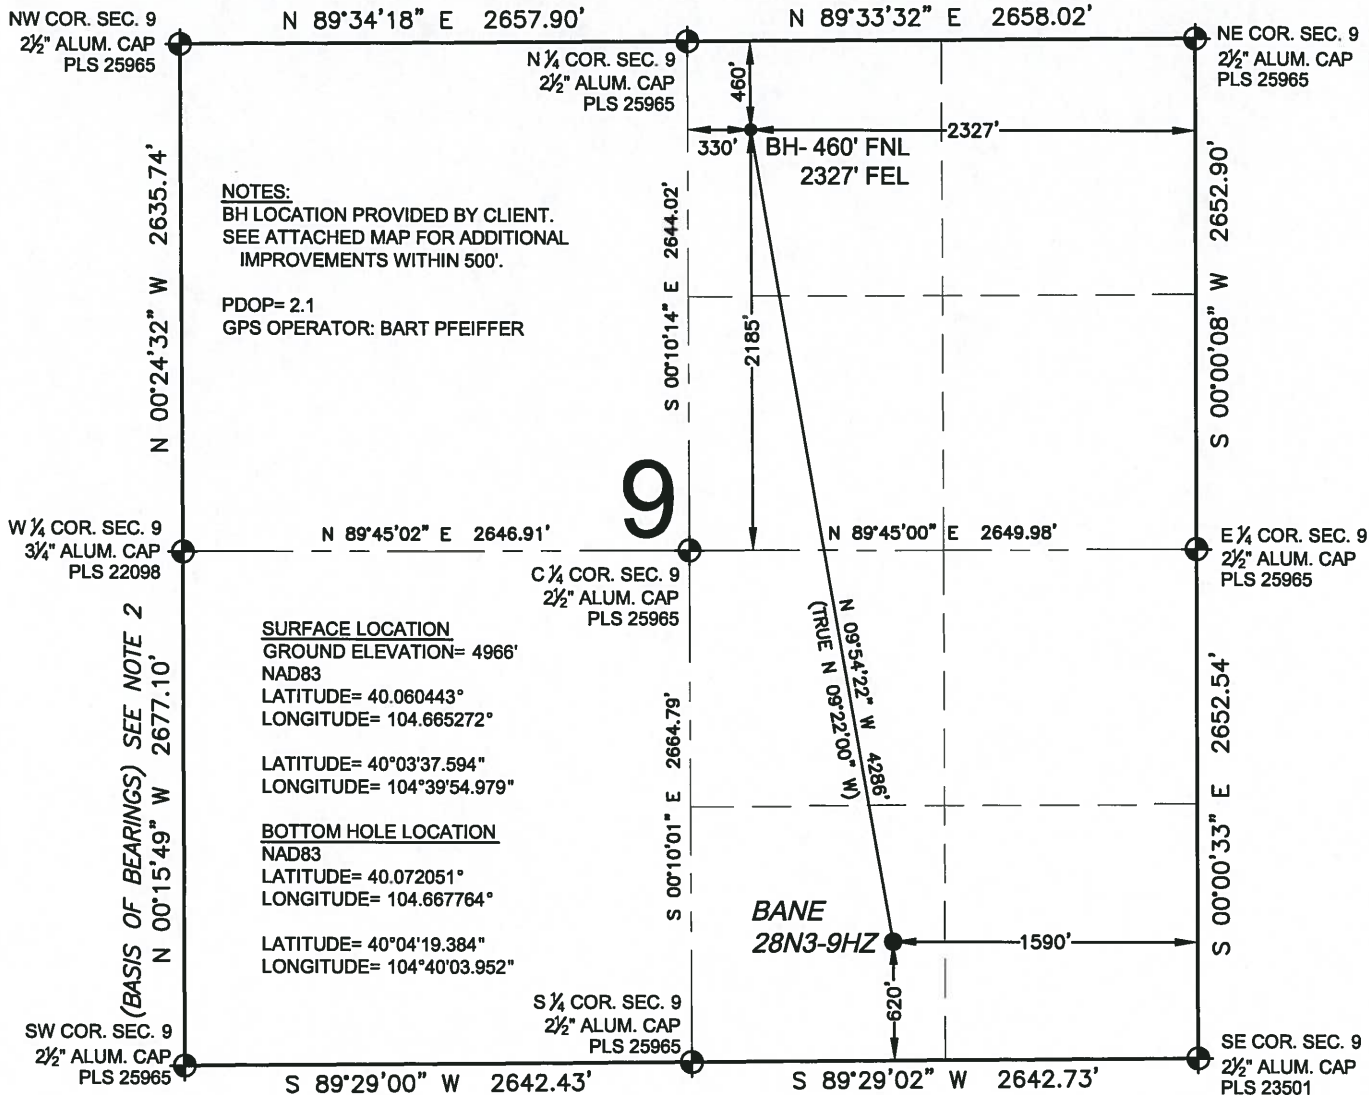 N 89°34'18" E 2657.90'
N 89°33'32" E 2658.02'
NW COR. SEC. 9
2½" ALUM. CAP
PLS 25965
N ¼ COR. SEC. 9
2½" ALUM. CAP
PLS 25965
NE COR. SEC. 9
2½" ALUM. CAP
PLS 25965
460'
2327'
330'
BH- 460' FNL
2327' FEL
N 00°24'32" W 2635.74'
NOTES:
BH LOCATION PROVIDED BY CLIENT.
SEE ATTACHED MAP FOR ADDITIONAL
IMPROVEMENTS WITHIN 500'.
PDOP= 2.1
GPS OPERATOR: BART PFEIFFER
S 00°10'14" E 2644.02'
2185'
S 00°00'08" W 2652.90'
9
W ¼ COR. SEC. 9
3¼" ALUM. CAP
PLS 22098
N 89°45'02" E 2646.91'
N 89°45'00" E 2649.98'
C ¼ COR. SEC. 9
2½" ALUM. CAP
PLS 25965
E ¼ COR. SEC. 9
2½" ALUM. CAP
PLS 25965
(BASIS OF BEARINGS) SEE NOTE 2
N 00°15'49" W 2677.10'
SURFACE LOCATION
GROUND ELEVATION= 4966'
NAD83
LATITUDE= 40.060443°
LONGITUDE= 104.665272°
LATITUDE= 40°03'37.594"
LONGITUDE= 104°39'54.979"
BOTTOM HOLE LOCATION
NAD83
LATITUDE= 40.072051°
LONGITUDE= 104.667764°
LATITUDE= 40°04'19.384"
LONGITUDE= 104°40'03.952"
S 00°10'01" E 2664.79'
N 09°54'22" W 4286'
(TRUE N 09°22'00" W)
S 00°00'33" E 2652.54'
BANE
28N3-9HZ
1590'
620'
SW COR. SEC. 9
2½" ALUM. CAP
PLS 25965
S ¼ COR. SEC. 9
2½" ALUM. CAP
PLS 25965
SE COR. SEC. 9
2½" ALUM. CAP
PLS 23501
S 89°29'00" W 2642.43'
S 89°29'02" W 2642.73'